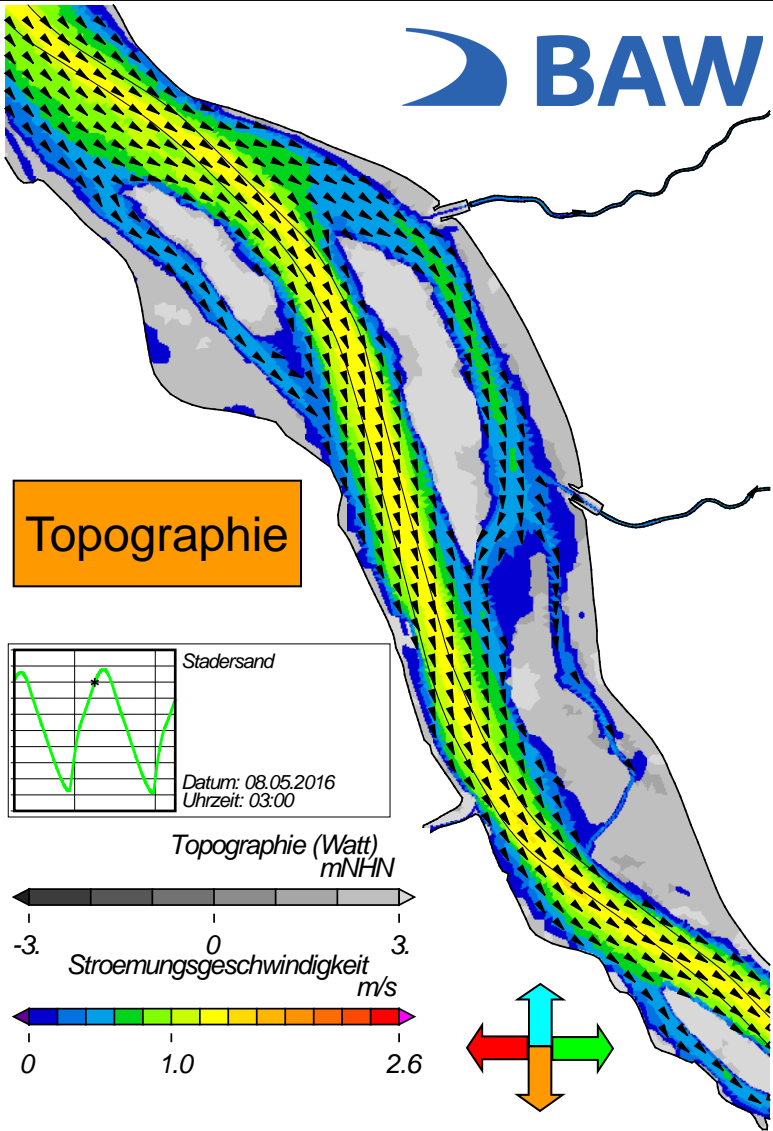 BAW
Topographie
Stadersand
Datum: 08.05.2016
Uhrzeit: 03:00
Topographie (Watt)
mNHN
-3. 0 3.
Stroemungsgeschwindigkeit
m/s
0 1.0 2.6